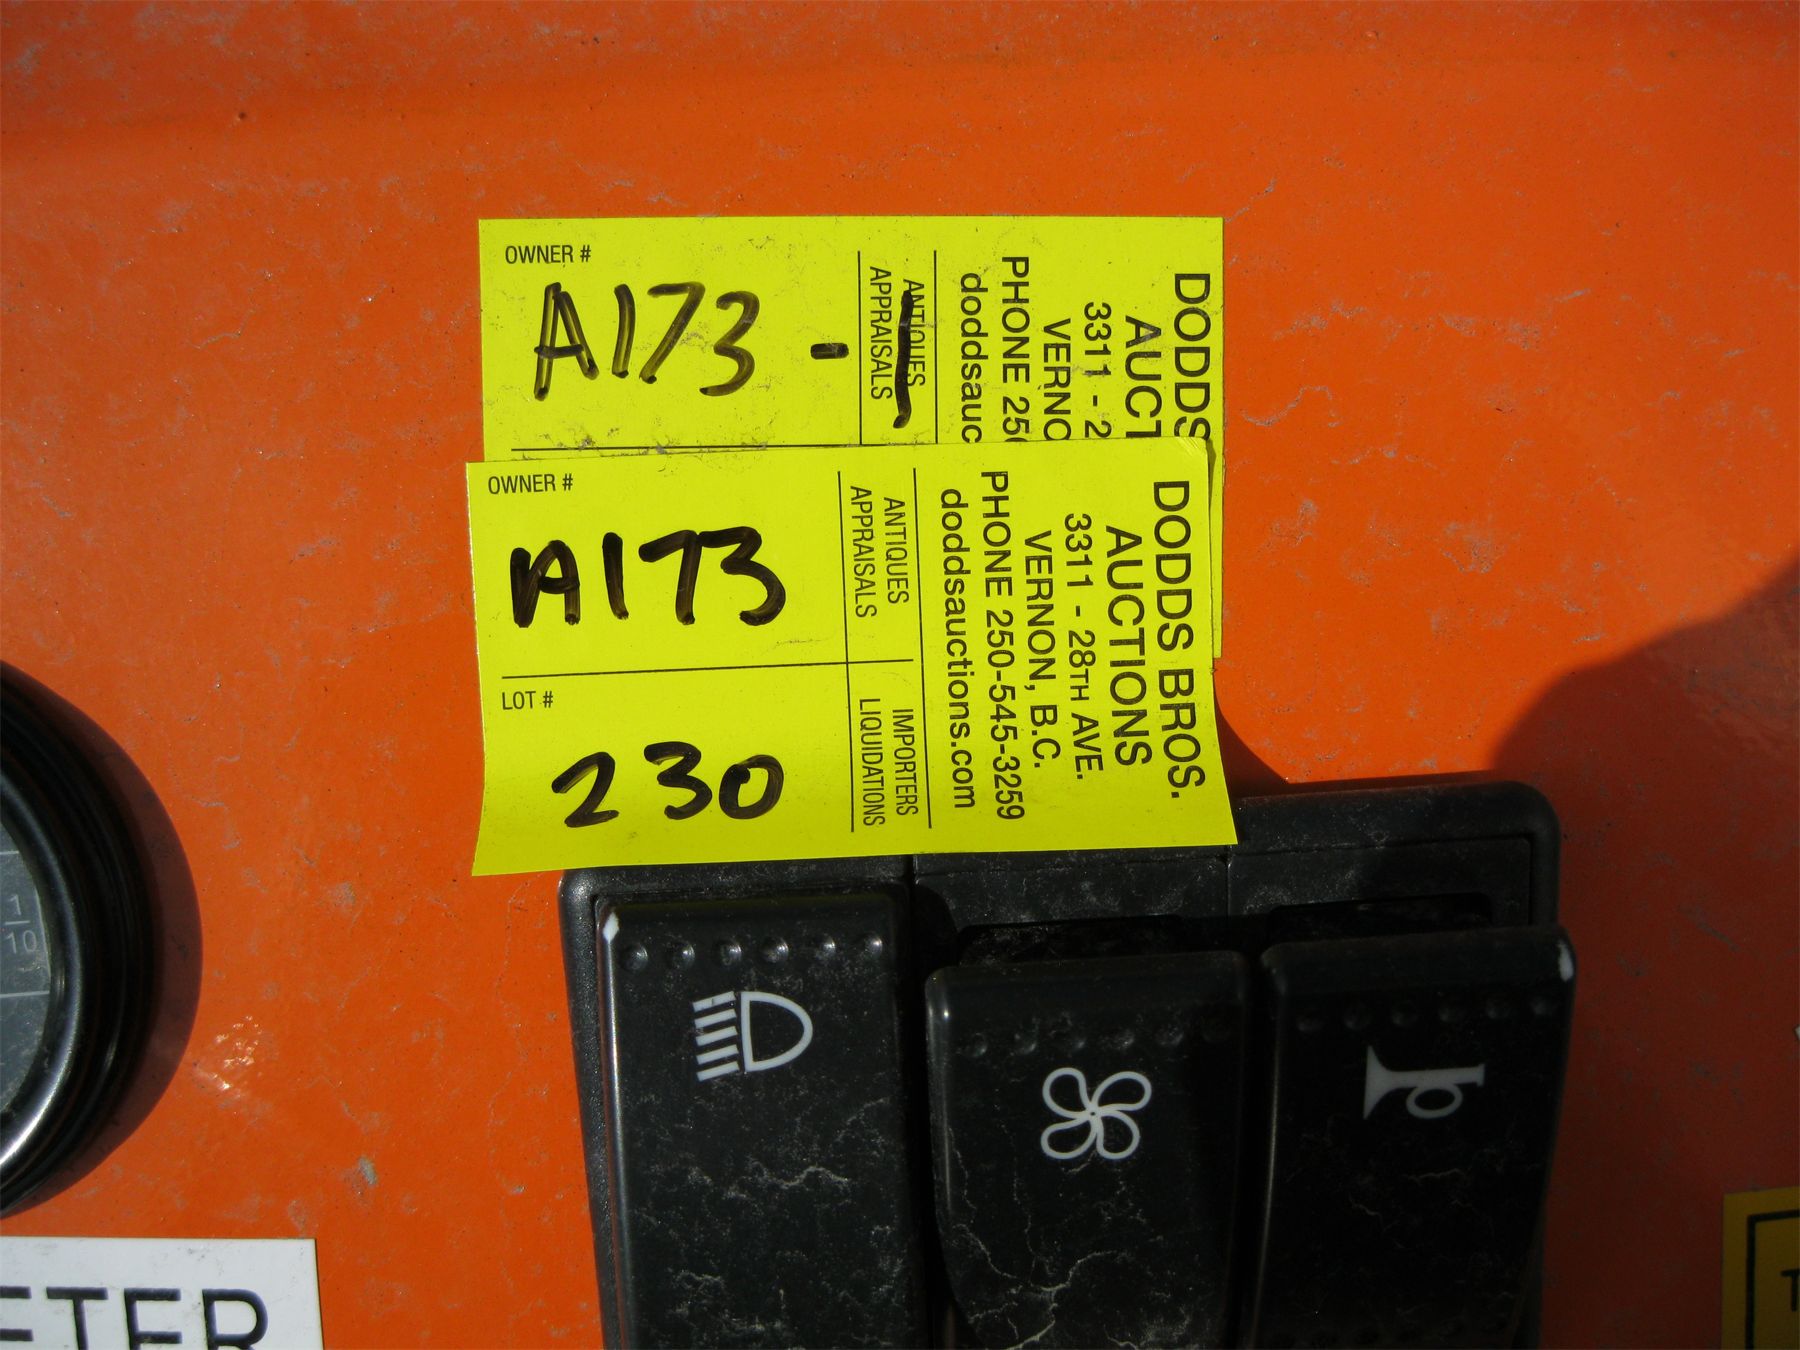 OWNER #
A173 - 1
ANTIQUES
APPRAISALS
DODDS
AUCT
3311 - 2
VERNO
PHONE 250
doddsauc
OWNER #
A173
LOT #
230
ANTIQUES
APPRAISALS
IMPORTERS
LIQUIDATIONS
DODDS BROS.
AUCTIONS
3311 - 28TH AVE.
VERNON, B.C.
PHONE 250-545-3259
doddsauctions.com
1
10
ETER
T